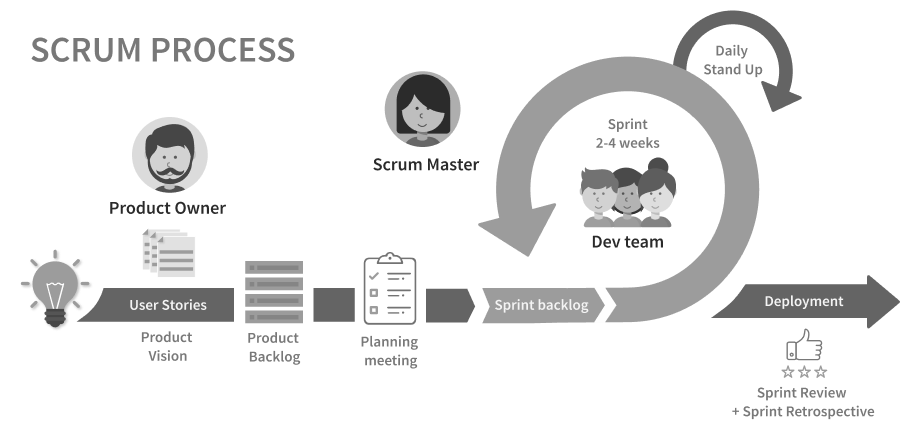 SCRUM PROCESS
Daily
Stand Up
Scrum Master
Sprint
2-4 weeks
Product Owner
Dev team
User Stories
Sprint backlog
Deployment
Product
Vision
Product
Backlog
Planning
meeting
Sprint Review
+ Sprint Retrospective